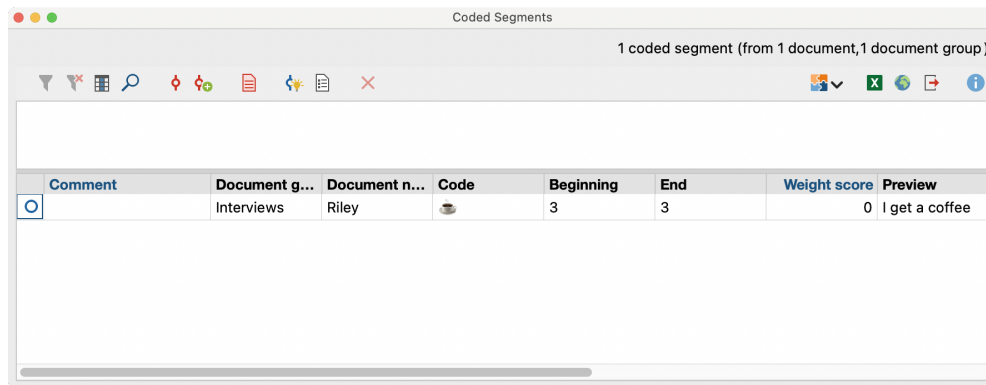 Coded Segments
1 coded segment (from 1 document,1 document group)
Comment Document g... Document n... Code Beginning End Weight score Preview
Interviews Riley ☕ 3 3 0 I get a coffee